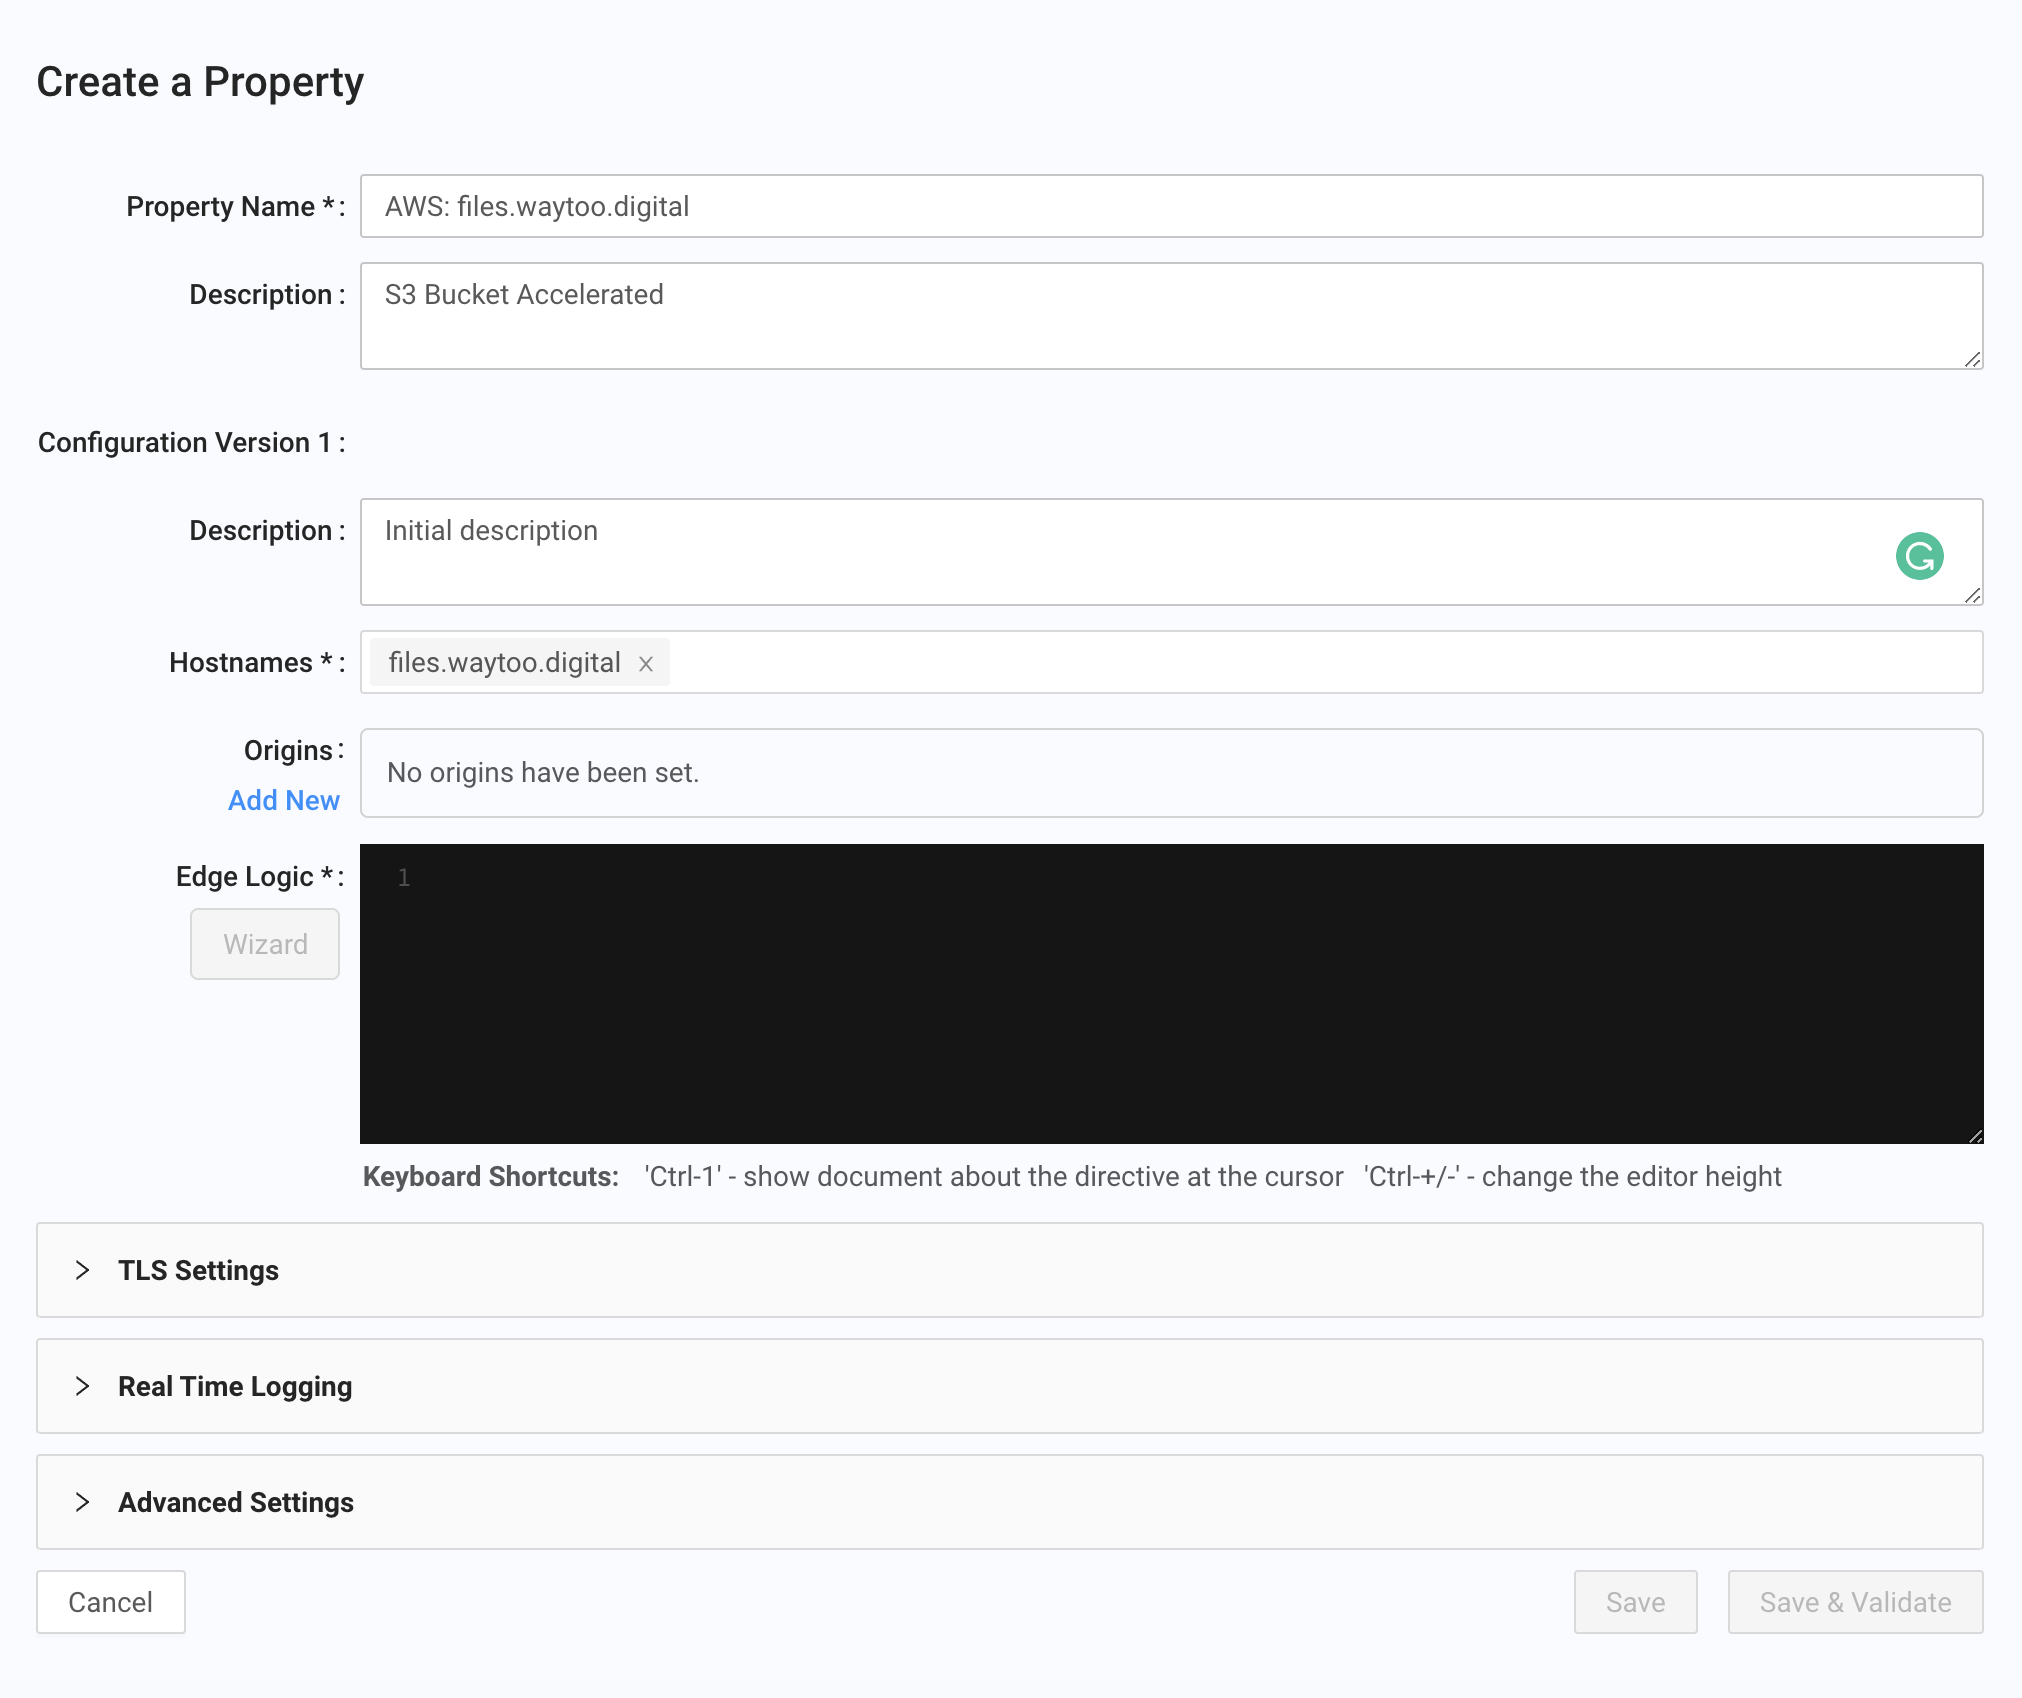 Create a Property
Property Name * : AWS: files.waytoo.digital
Description : S3 Bucket Accelerated
Configuration Version 1 :
Description : Initial description
Hostnames * : files.waytoo.digital ×
Origins : No origins have been set.
Add New
Edge Logic * : 1
Wizard
Keyboard Shortcuts: 'Ctrl-1' - show document about the directive at the cursor 'Ctrl-+/-' - change the editor height
> TLS Settings
> Real Time Logging
> Advanced Settings
Cancel Save Save & Validate